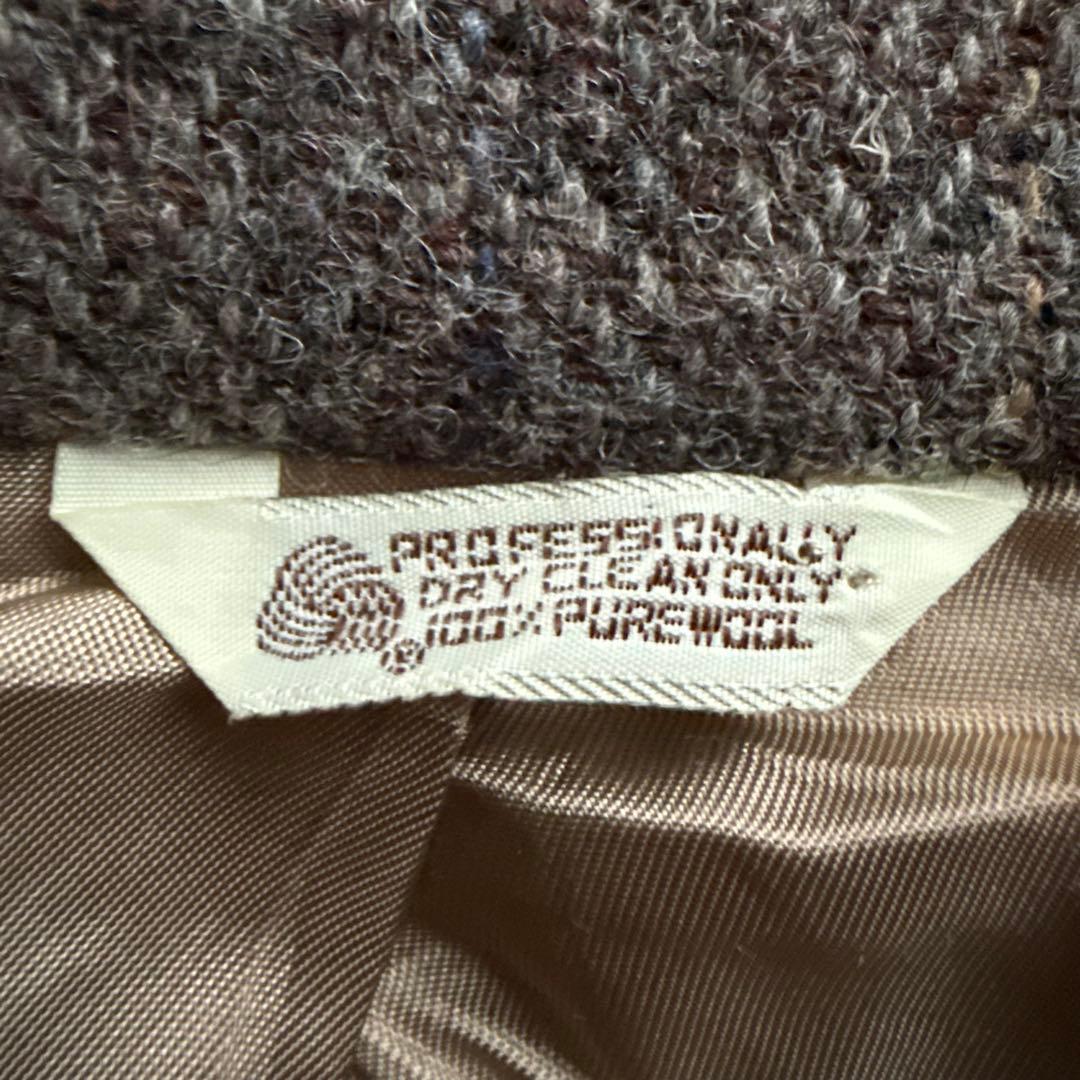 PROFESSIONALLY
DRY CLEAN ONLY
100% PURE WOOL
®